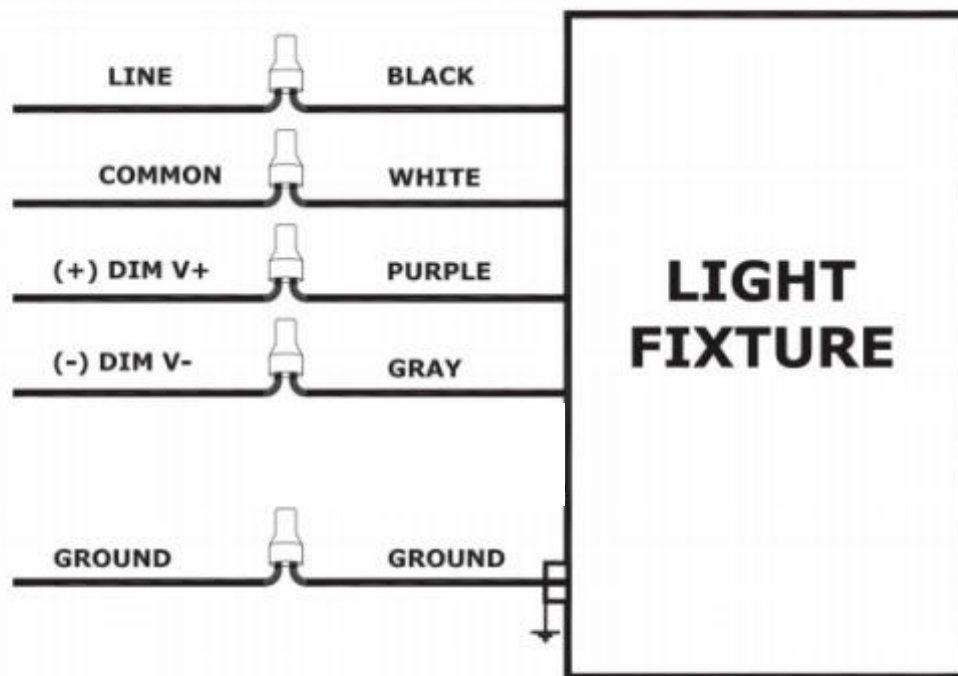 LINE BLACK
COMMON WHITE
(+) DIM V+ PURPLE
(-) DIM V- GRAY
GROUND GROUND
LIGHT
FIXTURE